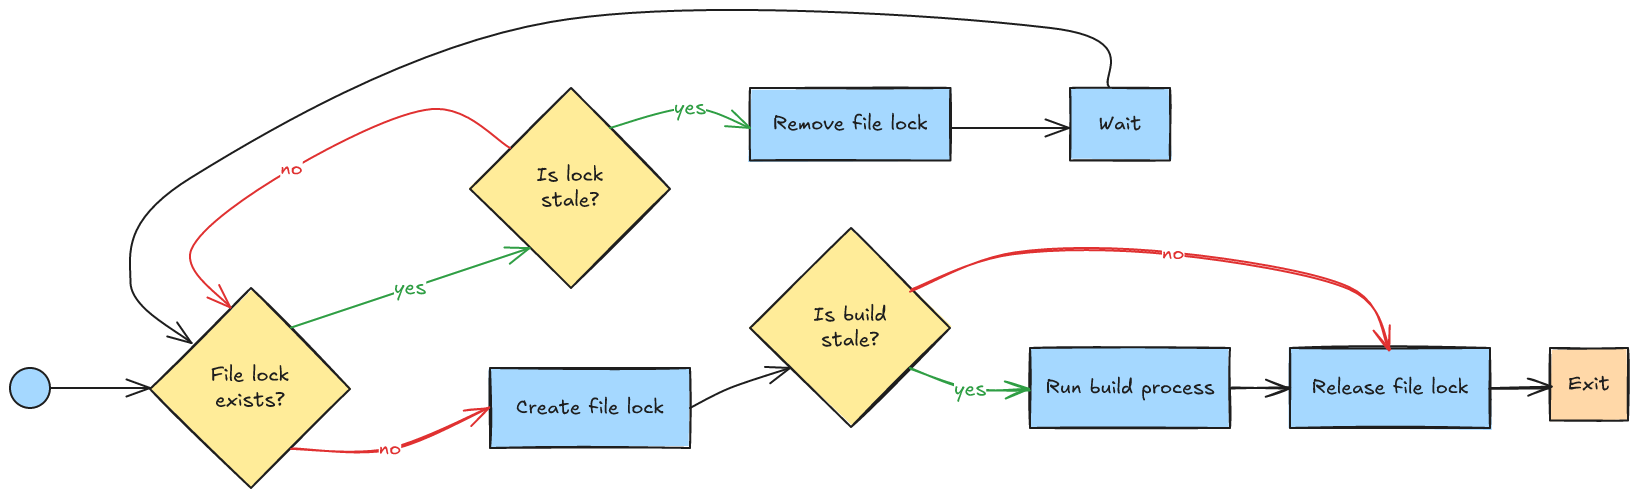 yes
Remove file lock
Wait
no
Is lock
stale?
yes
no
Is build
stale?
File lock
exists?
no
Create file lock
yes
Run build process
Release file lock
Exit